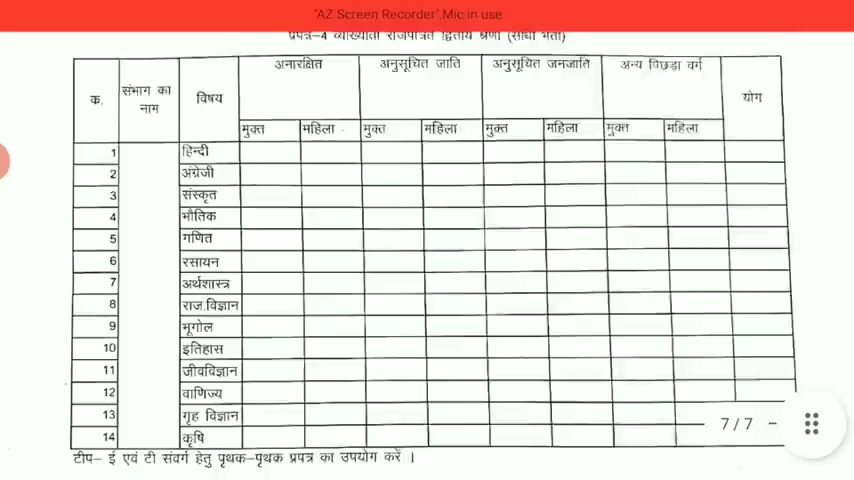 "AZ Screen Recorder",Mic in use
प्रपत्र–4 व्याख्याता राजपत्रित द्वितीय श्रेणी (सीधी भर्ती)
क. संभाग का नाम विषय अनारक्षित अनुसूचित जाति अनुसूचित जनजाति अन्य पिछड़ा वर्ग योग
मुक्त महिला मुक्त महिला मुक्त महिला मुक्त महिला
1 हिन्दी
2 अंग्रेजी
3 संस्कृत
4 भौतिक
5 गणित
6 रसायन
7 अर्थशास्त्र
8 राज.विज्ञान
9 भूगोल
10 इतिहास
11 जीवविज्ञान
12 वाणिज्य
13 गृह विज्ञान
7/7
14 कृषि
टीप– ई एवं टी संवर्ग हेतु पृथक–पृथक प्रपत्र का उपयोग करें ।